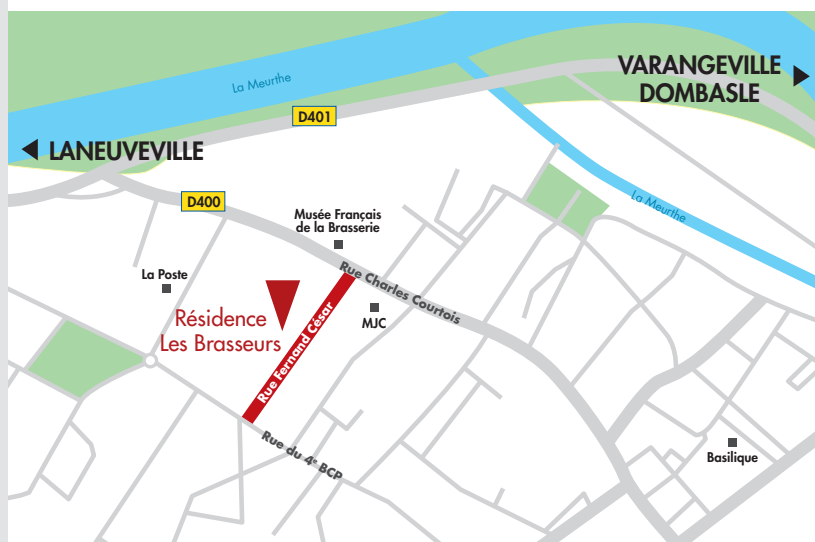 La Meurthe
VARANGEVILLE
DOMBASLE
D401
LANEUVEVILLE
D400
La Meurthe
Musée Français
de la Brasserie
La Poste
Rue Charles Courtois
Résidence
Les Brasseurs
MJC
Rue Fernand César
Rue du 4e BCP
Basilique